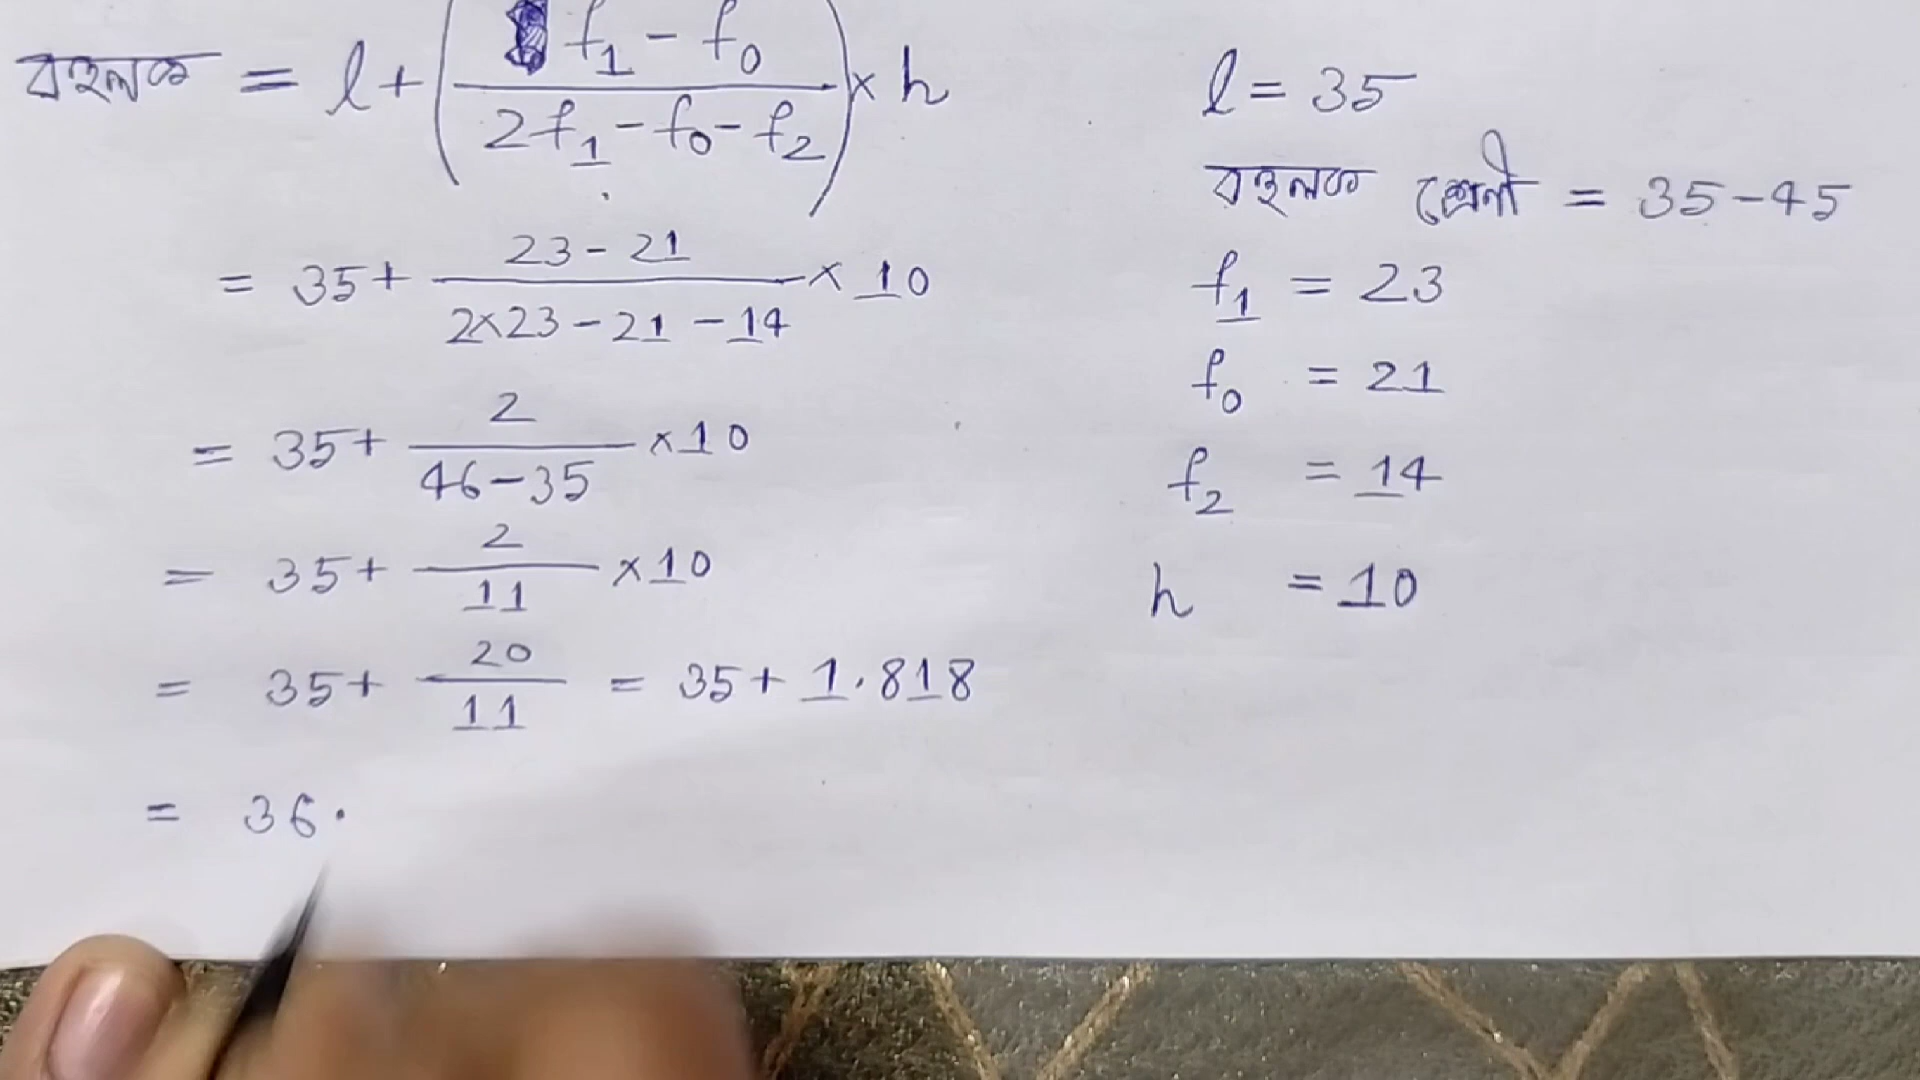 বহুলক = l + (f₁ - f₀ / 2f₁ - f₀ - f₂) × h
= 35 + 23 - 21 / 2×23 - 21 - 14 × 10
= 35 + 2 / 46 - 35 × 10
= 35 + 2 / 11 × 10
= 35 + 20 / 11 = 35 + 1.818
= 36.
l = 35
বহুলক শ্রেণী = 35 - 45
f₁ = 23
f₀ = 21
f₂ = 14
h = 10